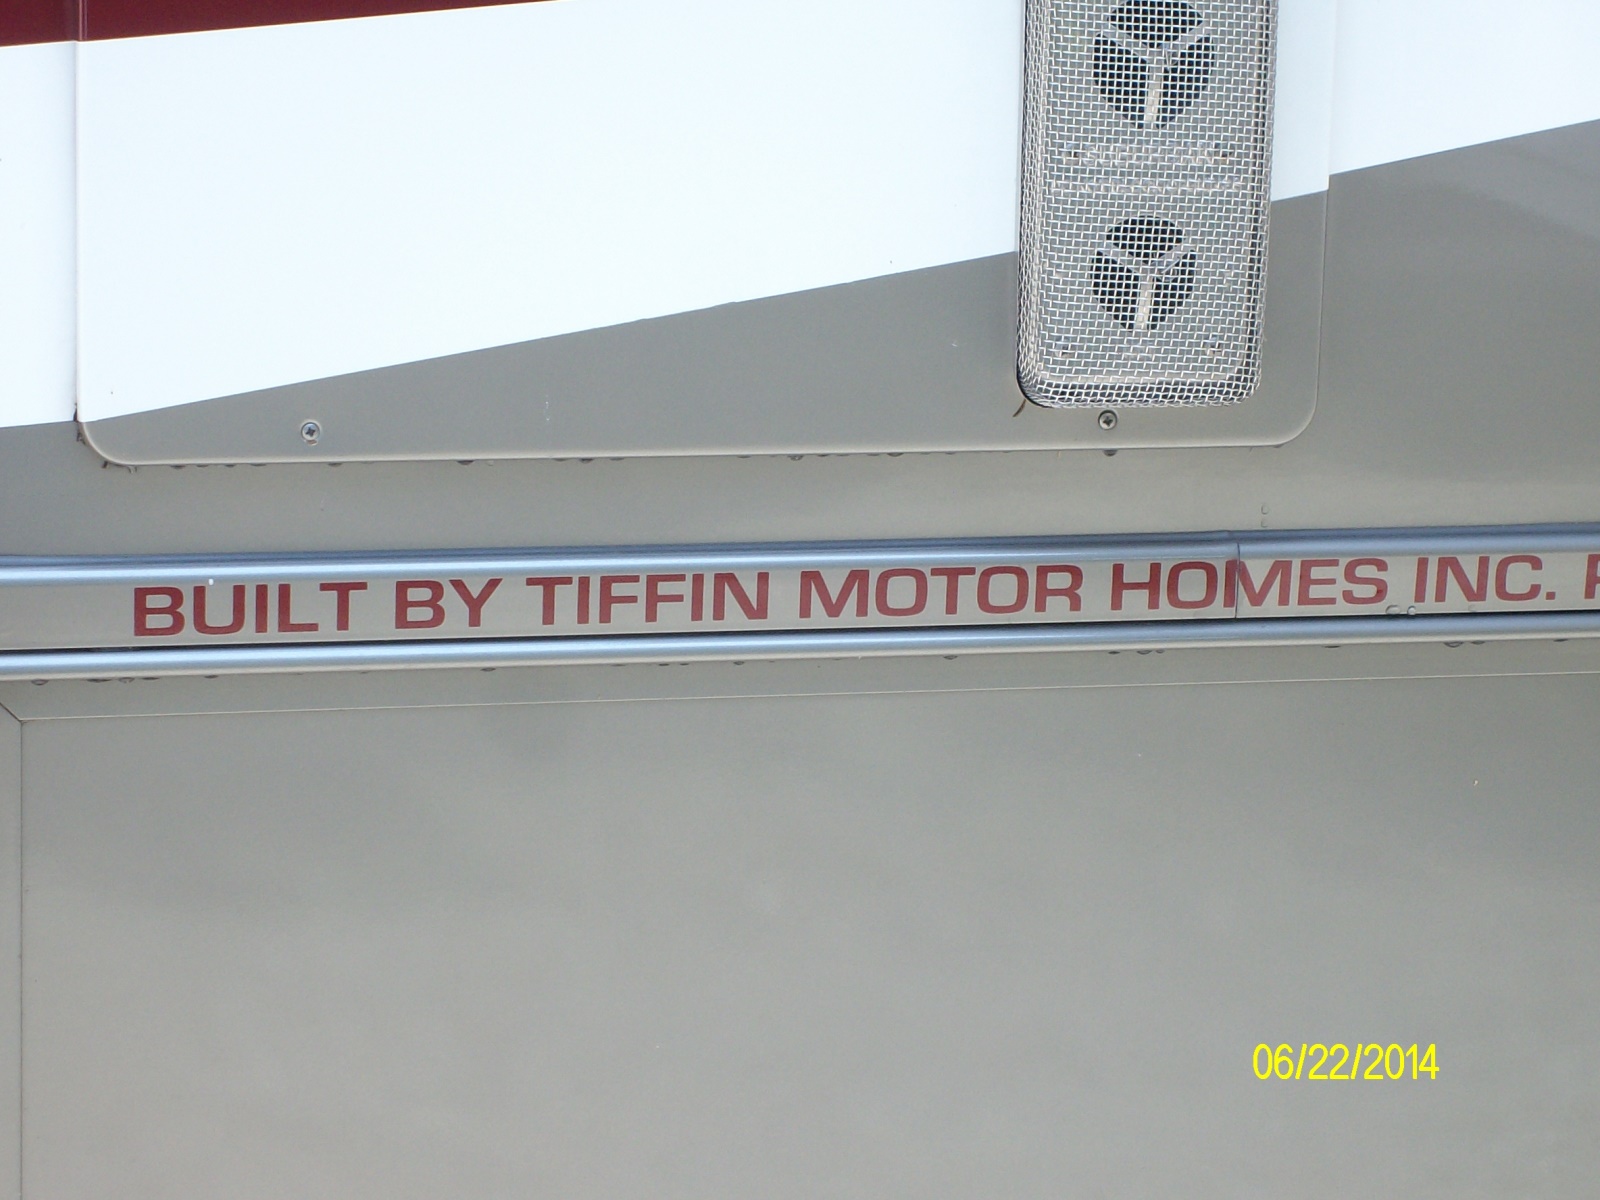 BUILT BY TIFFIN MOTOR HOMES INC.
06/22/2014